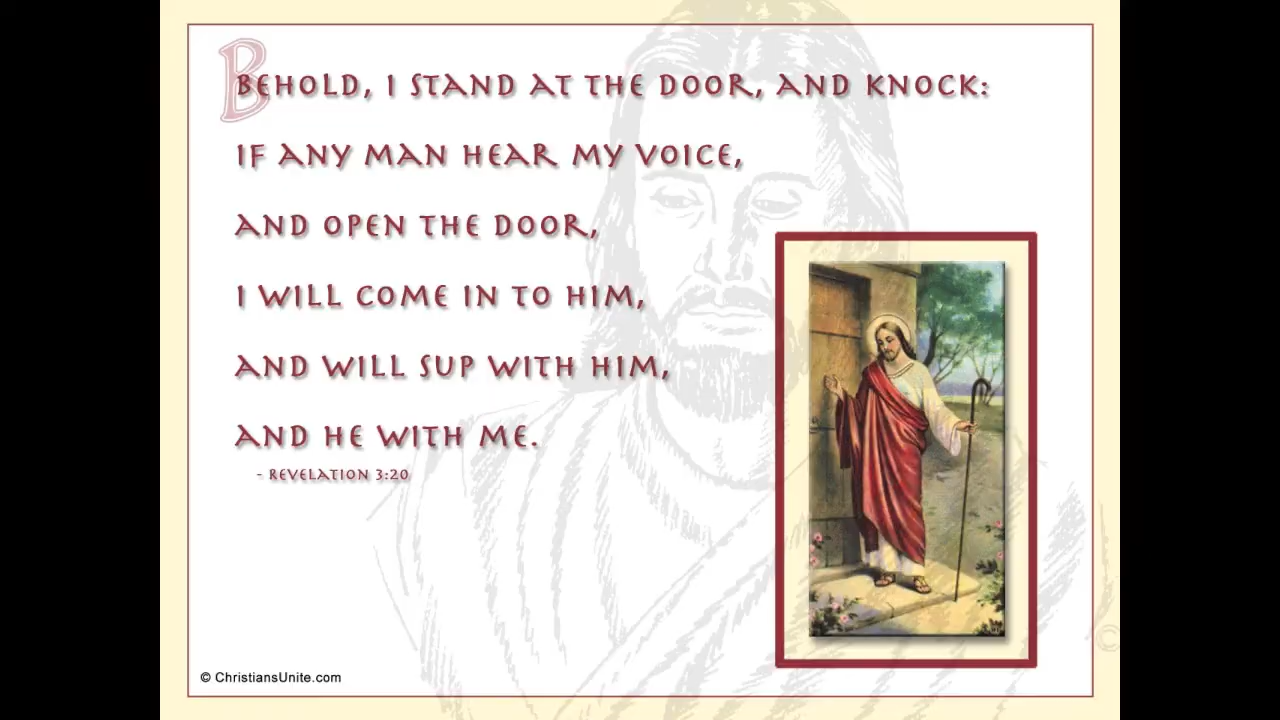 BEHOLD, I STAND AT THE DOOR, AND KNOCK:
IF ANY MAN HEAR MY VOICE,
AND OPEN THE DOOR,
I WILL COME IN TO HIM,
AND WILL SUP WITH HIM,
AND HE WITH ME.
- REVELATION 3:20
© ChristiansUnite.com